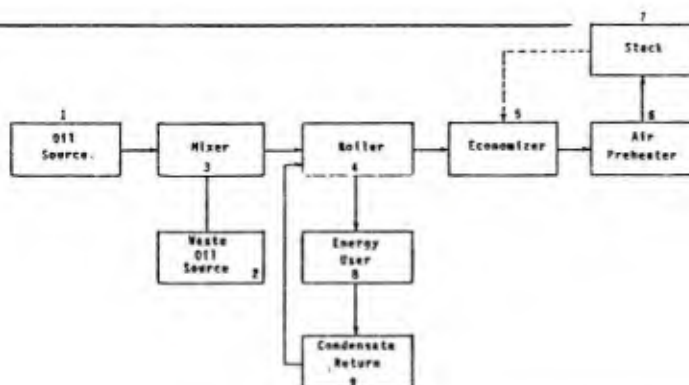 7
Stack
1
Oil
Source.
Mixer
3
Boiler
4
5
Economizer
6
Air
Preheater
Waste
Oil
Source 2
Energy
User
8
Condensate
Return
9